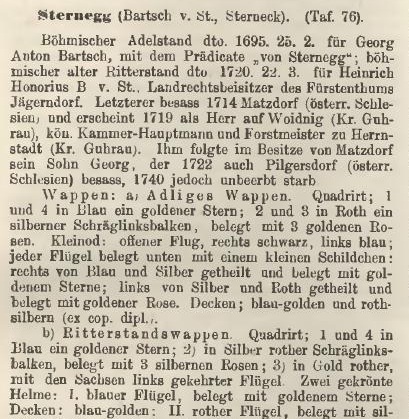 Sternegg (Bartsch v. St., Sterneck). (Taf. 76).
Böhmischer Adelstand dto. 1695. 25. 2. für Georg
Anton Bartsch, mit dem Prädicate „von Sternegg“; böh-
mischer alter Ritterstand dto 1720. 22. 3. für Heinrich
Honorius B v. St., Landrechtsbeisitzer des Fürstenthums
Jägerndorf. Letzterer besass 1714 Matzdorf (österr. Schle-
sien) und erscheint 1719 als Herr auf Woidnig (Kr. Guh-
rau), kön. Kammer-Hauptmann und Forstmeister zu Herrn-
stadt (Kr. Guhrau). Ihm folgte im Besitze von Matzdorf
sein Sohn Georg, der 1722 auch Pilgersdorf (österr.
Schlesien) besass, 1740 jedoch unbeerbt starb
Wappen: a) Adliges Wappen. Quadrirt; 1
und 4 in Blau ein goldener Stern; 2 und 3 in Roth ein
silberner Schräglinksbalken, belegt mit 3 goldenen Ro-
sen. Kleinod: offener Flug, rechts schwarz, links blau;
jeder Flügel belegt unten mit einem kleinen Schildchen:
rechts von Blau und Silber getheilt und belegt mit gol-
denem Sterne; links von Silber und Roth getheilt und
belegt mit goldener Rose. Decken; blau-golden und roth-
silbern (ex cop. dipl.).
b) Ritterstandswappen. Quadrirt; 1 und 4 in
Blau ein goldener Stern; 2) in Silber rother Schräglinks-
balken, belegt mit 3 silbernen Rosen; 3) in Gold rother,
mit den Sachsen links gekehrter Flügel. Zwei gekrönte
Helme: I. blauer Flügel, belegt mit goldenem Sterne;
Decken: blau-golden: II. rother Flügel, belegt mit sil-